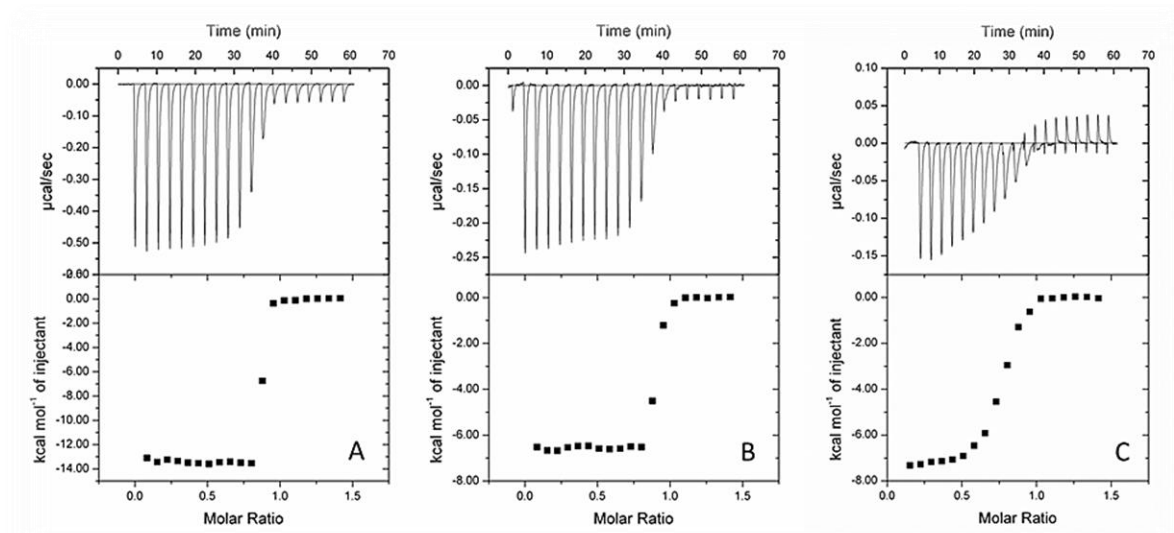 Time (min)
0 10 20 30 40 50 60 70
0.00
-0.10
-0.20
-0.30
-0.40
-0.50
µcal/sec
0.00
-2.00
-4.00
-6.00
-8.00
-10.00
-12.00
-14.00
kcal mol⁻¹ of injectant
A
0.0 0.5 1.0 1.5
Molar Ratio
Time (min)
0 10 20 30 40 50 60 70
0.00
-0.05
-0.10
-0.15
-0.20
-0.25
µcal/sec
0.00
-2.00
-4.00
-6.00
-8.00
kcal mol⁻¹ of injectant
B
0.0 0.5 1.0 1.5
Molar Ratio
Time (min)
0 10 20 30 40 50 60 70
0.10
0.05
0.00
-0.05
-0.10
-0.15
µcal/sec
0.00
-2.00
-4.00
-6.00
-8.00
kcal mol⁻¹ of injectant
C
0.0 0.5 1.0 1.5
Molar Ratio